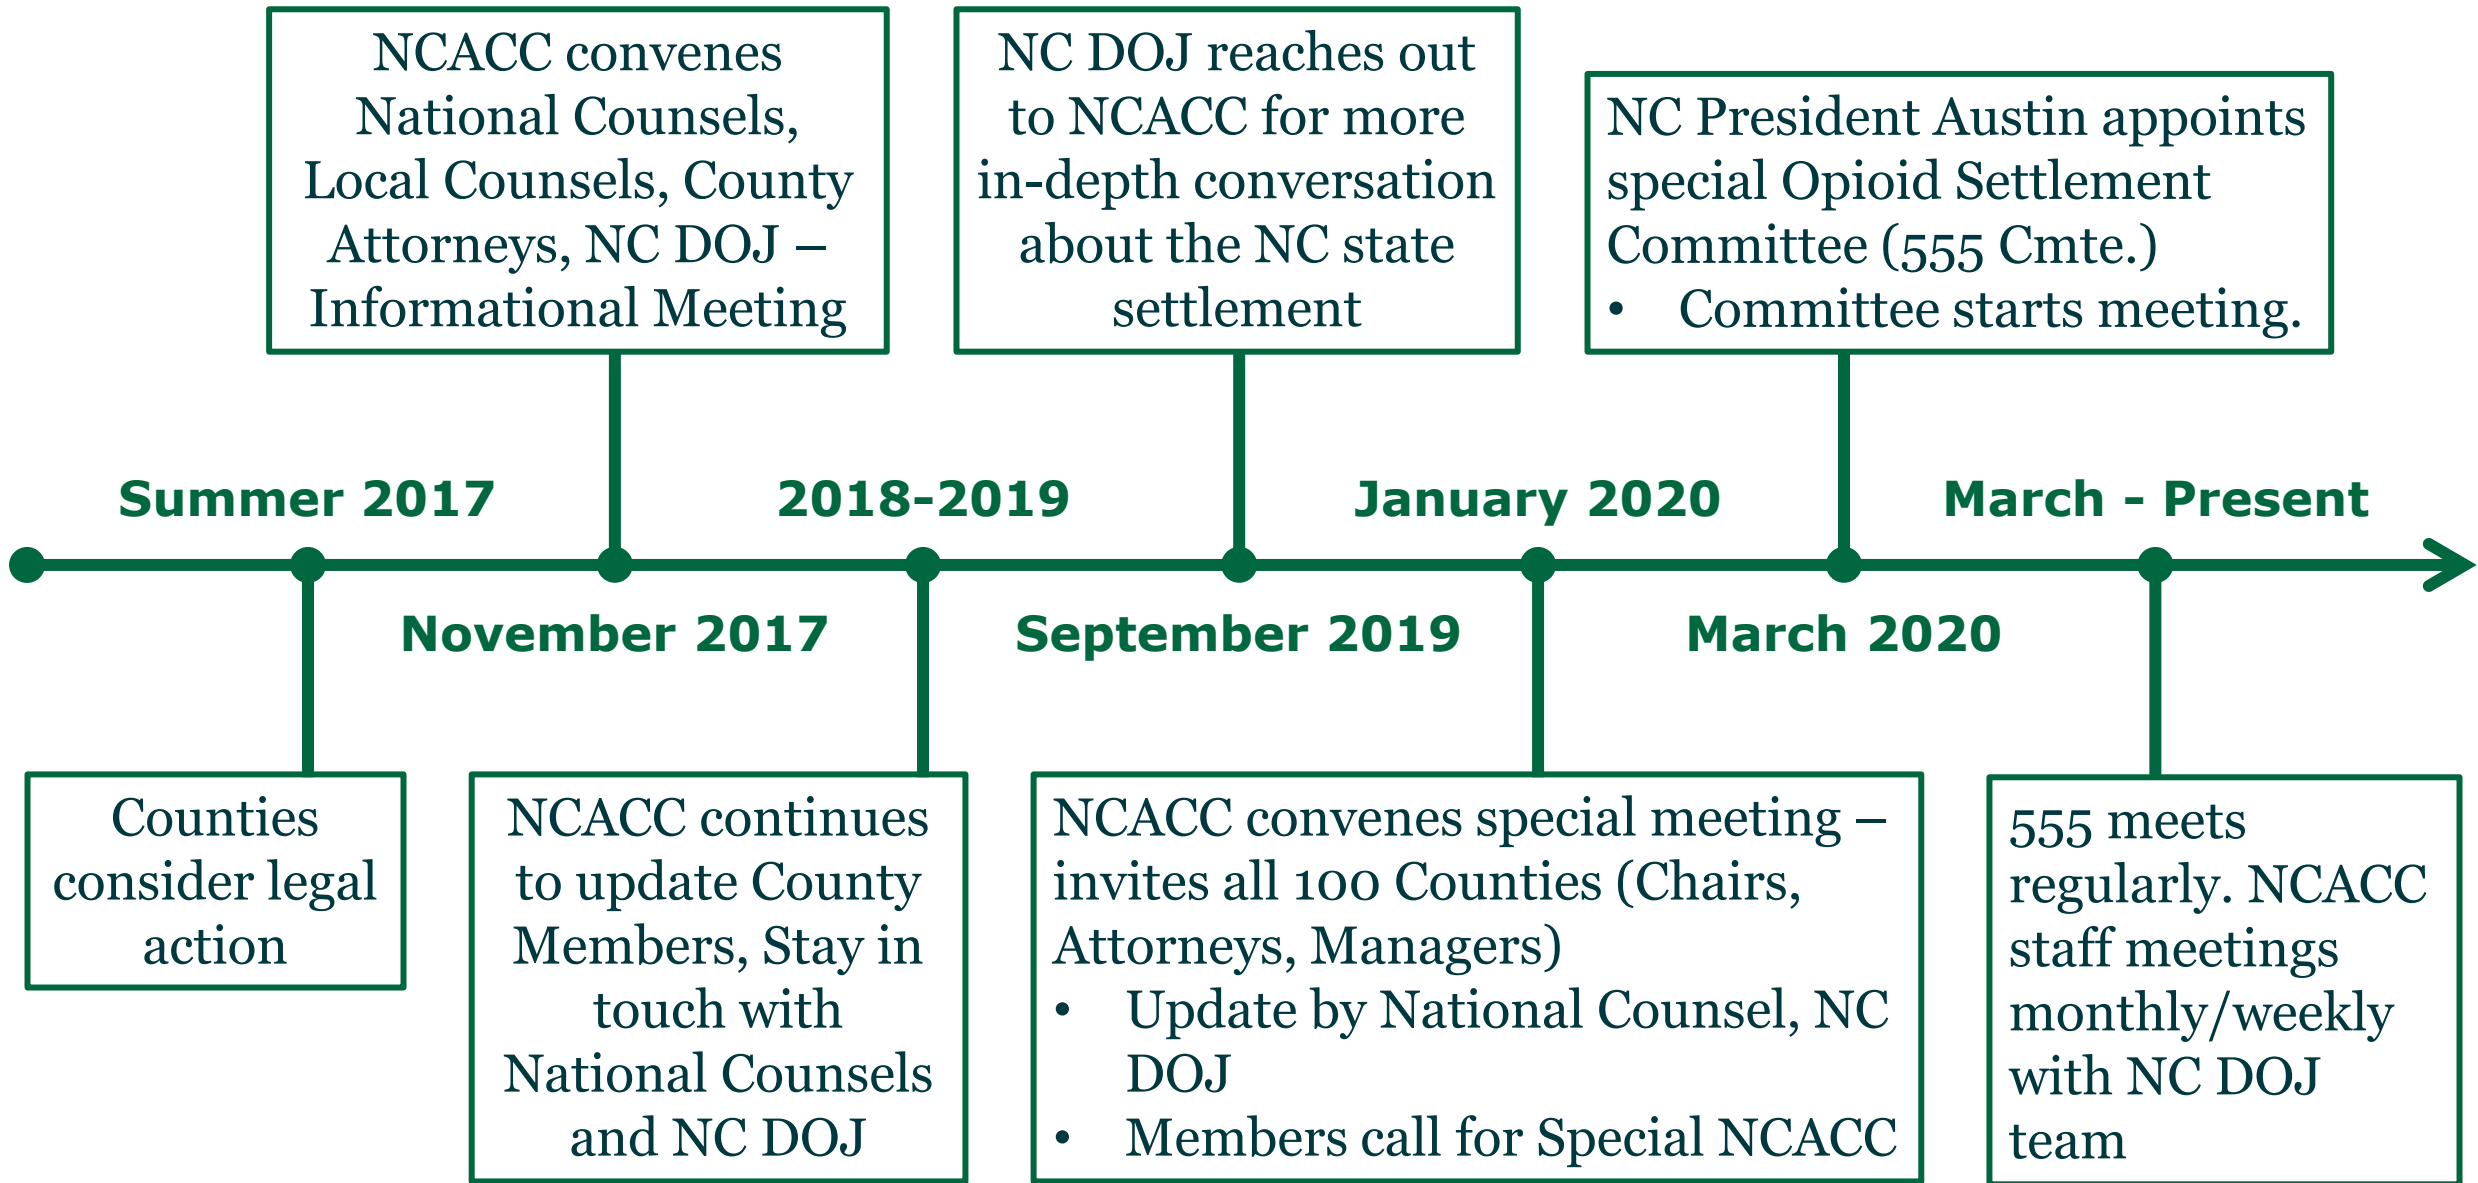 NCACC convenes
National Counsels,
Local Counsels, County
Attorneys, NC DOJ –
Informational Meeting
NC DOJ reaches out
to NCACC for more
in-depth conversation
about the NC state
settlement
NC President Austin appoints
special Opioid Settlement
Committee (555 Cmte.)
• Committee starts meeting.
Summer 2017
2018-2019
January 2020
March - Present
November 2017
September 2019
March 2020
Counties
consider legal
action
NCACC continues
to update County
Members, Stay in
touch with
National Counsels
and NC DOJ
NCACC convenes special meeting –
invites all 100 Counties (Chairs,
Attorneys, Managers)
• Update by National Counsel, NC
DOJ
• Members call for Special NCACC
555 meets
regularly. NCACC
staff meetings
monthly/weekly
with NC DOJ
team